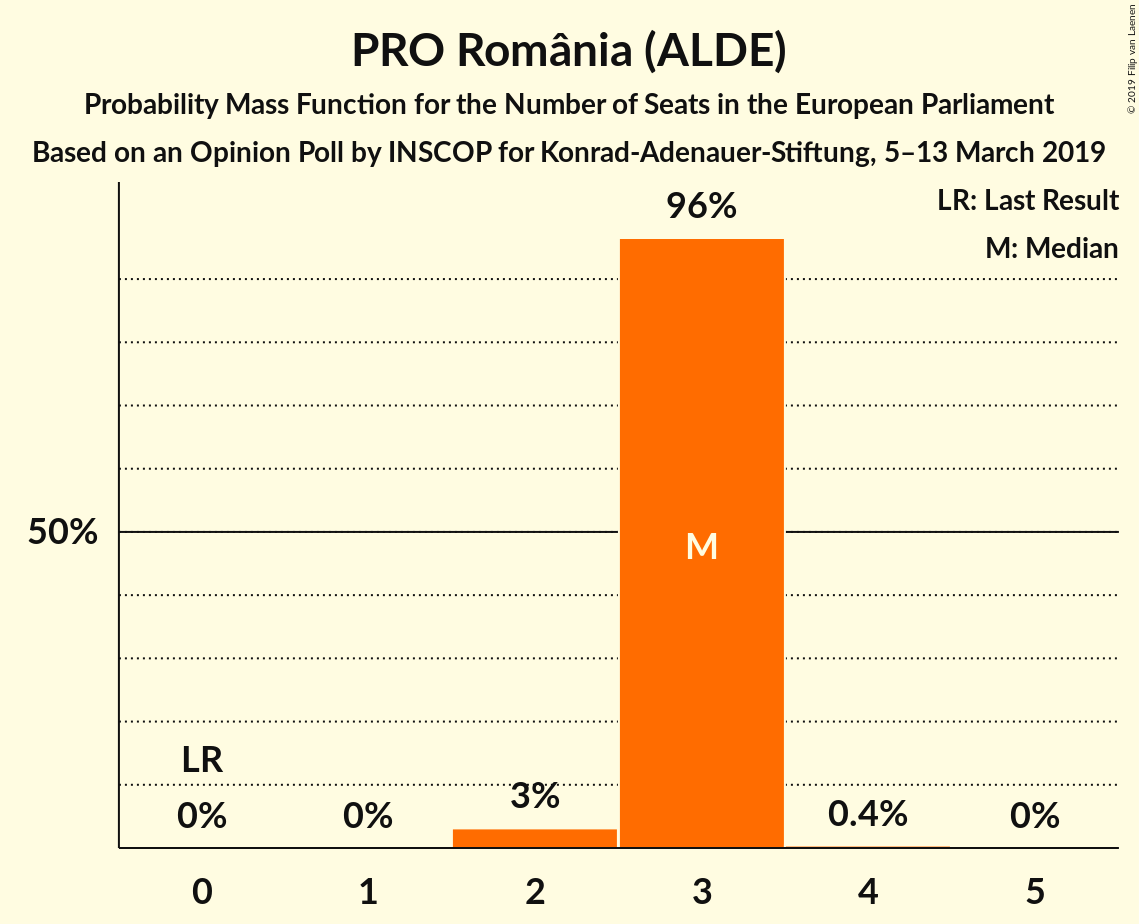 PRO România (ALDE)
Probability Mass Function for the Number of Seats in the European Parliament
Based on an Opinion Poll by INSCOP for Konrad-Adenauer-Stiftung, 5–13 March 2019
© 2019 Filip van Laenen
LR: Last Result
M: Median
96%
50%
M
LR
0%
0%
3%
0.4%
0%
0
1
2
3
4
5